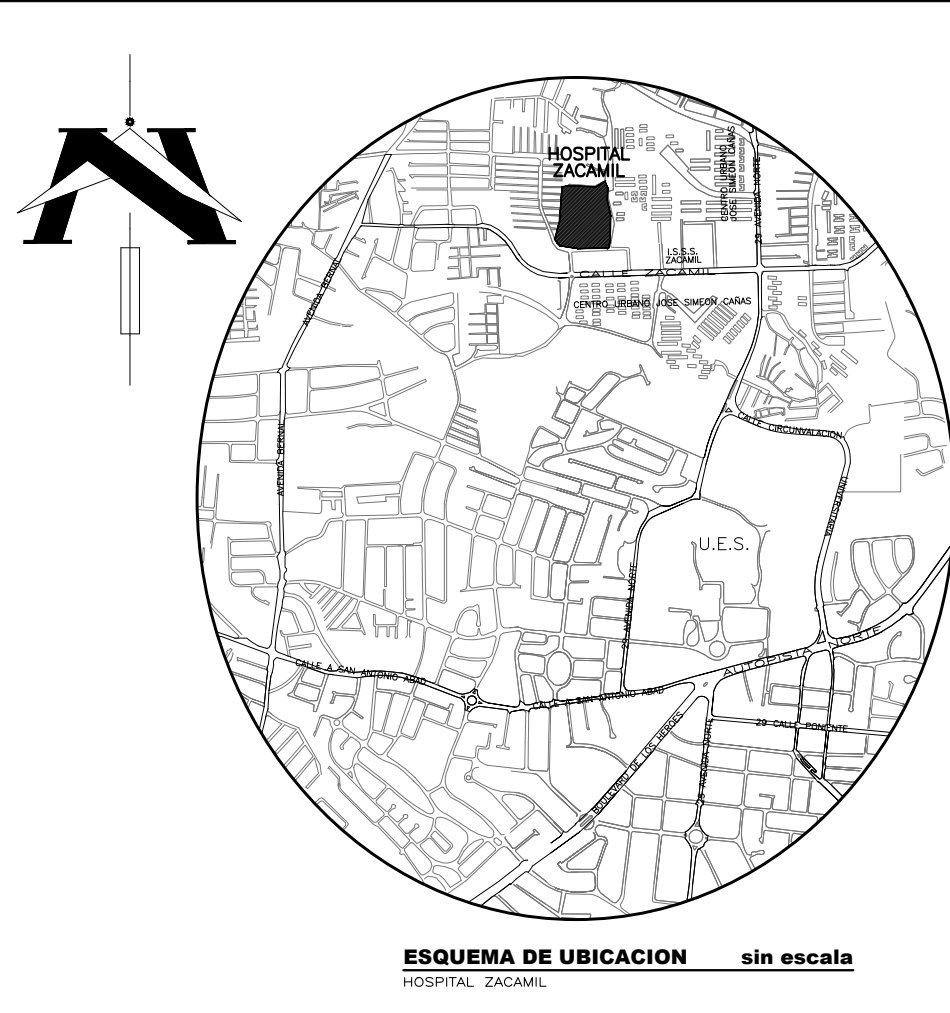 N
HOSPITAL
ZACAMIL
CENTRO URBANO
JOSE SIMEON CAÑAS
29 AVENIDA NORTE
I.S.S.S.
ZACAMIL
CALLE ZACAMIL
CENTRO URBANO JOSE SIMEON CAÑAS
AVENIDA BERNAL
CALLE CIRCUNVALACION
AVENIDA BERNAL
UNIVERSITARIA
U.E.S.
29 AVENIDA NORTE
AUTOPISTA NORTE
CALLE A SAN ANTONIO ABAD
CALLE A SAN ANTONIO ABAD
29 CALLE PONIENTE
BOULEVARD DE LOS HEROES
25 AVENIDA NORTE
ESQUEMA DE UBICACION sin escala
HOSPITAL ZACAMIL